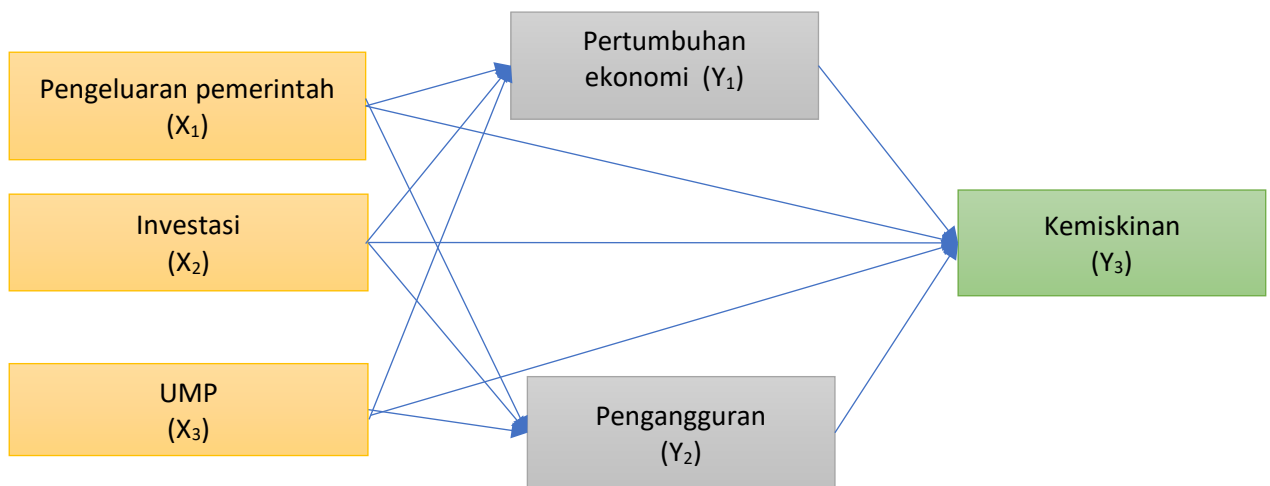 Pengeluaran pemerintah
(X₁)
Investasi
(X₂)
UMP
(X₃)
Pertumbuhan
ekonomi (Y₁)
Pengangguran
(Y₂)
Kemiskinan
(Y₃)